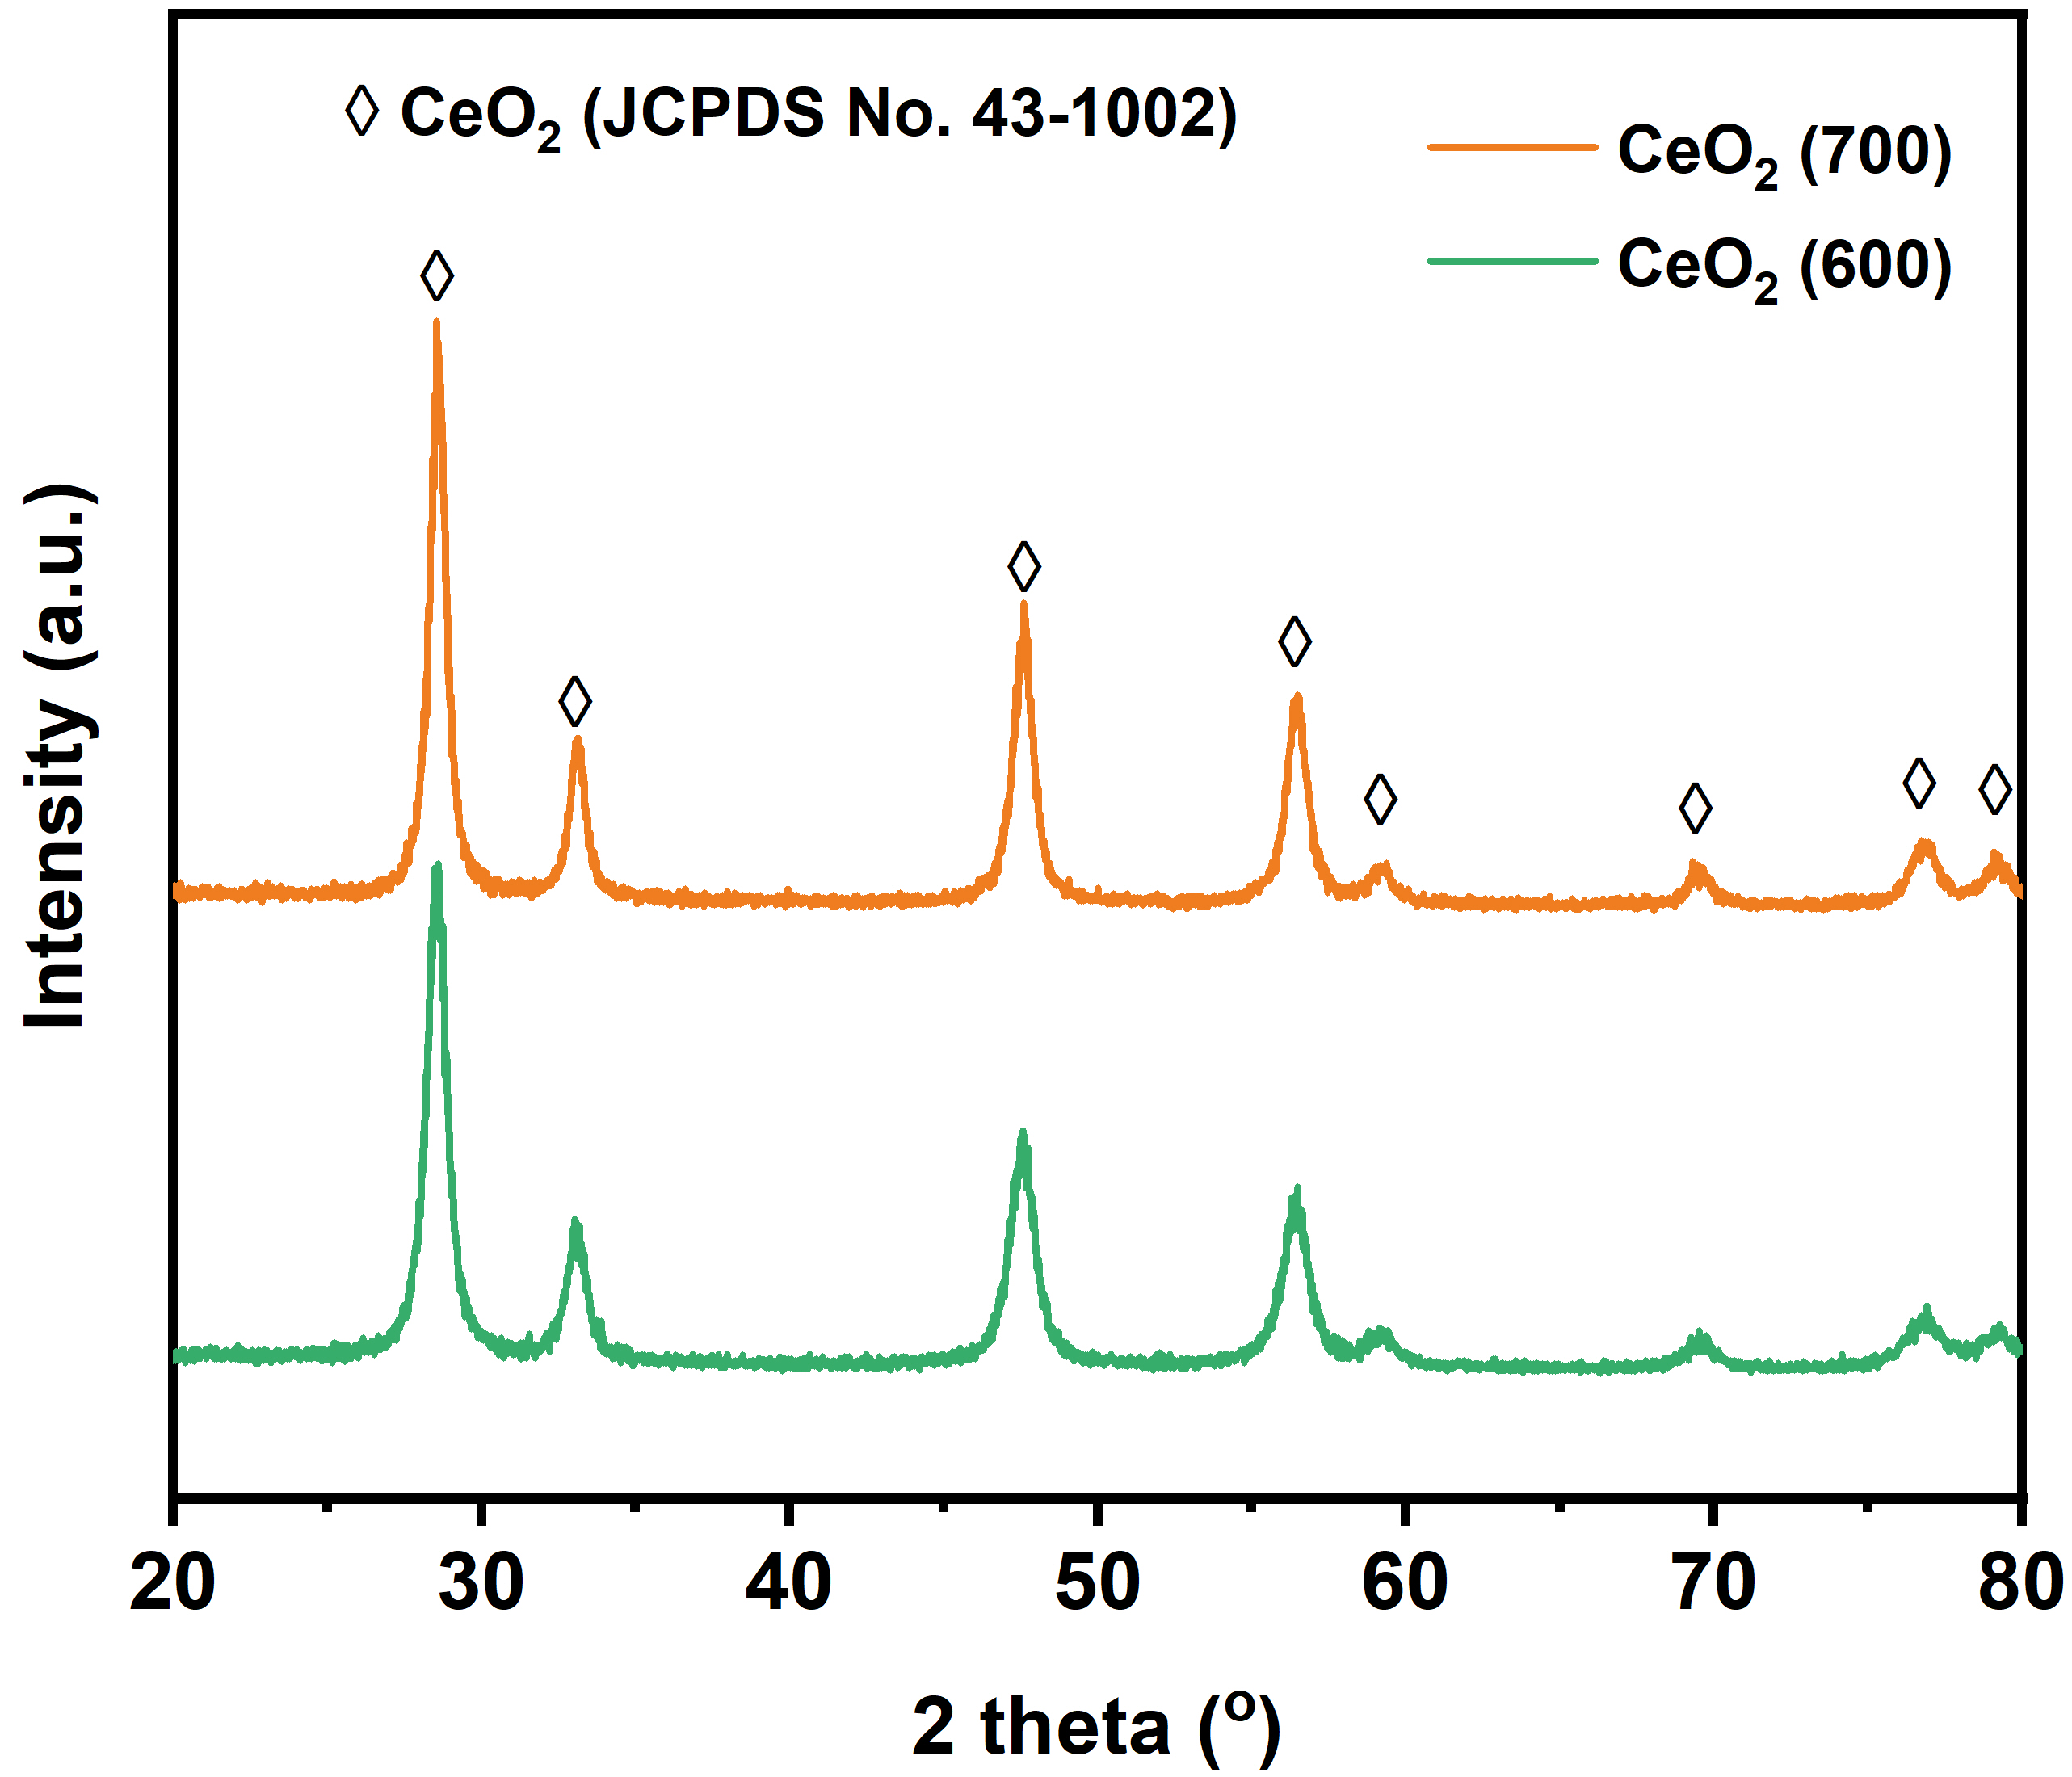 ◊ CeO₂ (JCPDS No. 43-1002)
CeO₂ (700)
CeO₂ (600)
Intensity (a.u.)
20 30 40 50 60 70 80
2 theta (º)